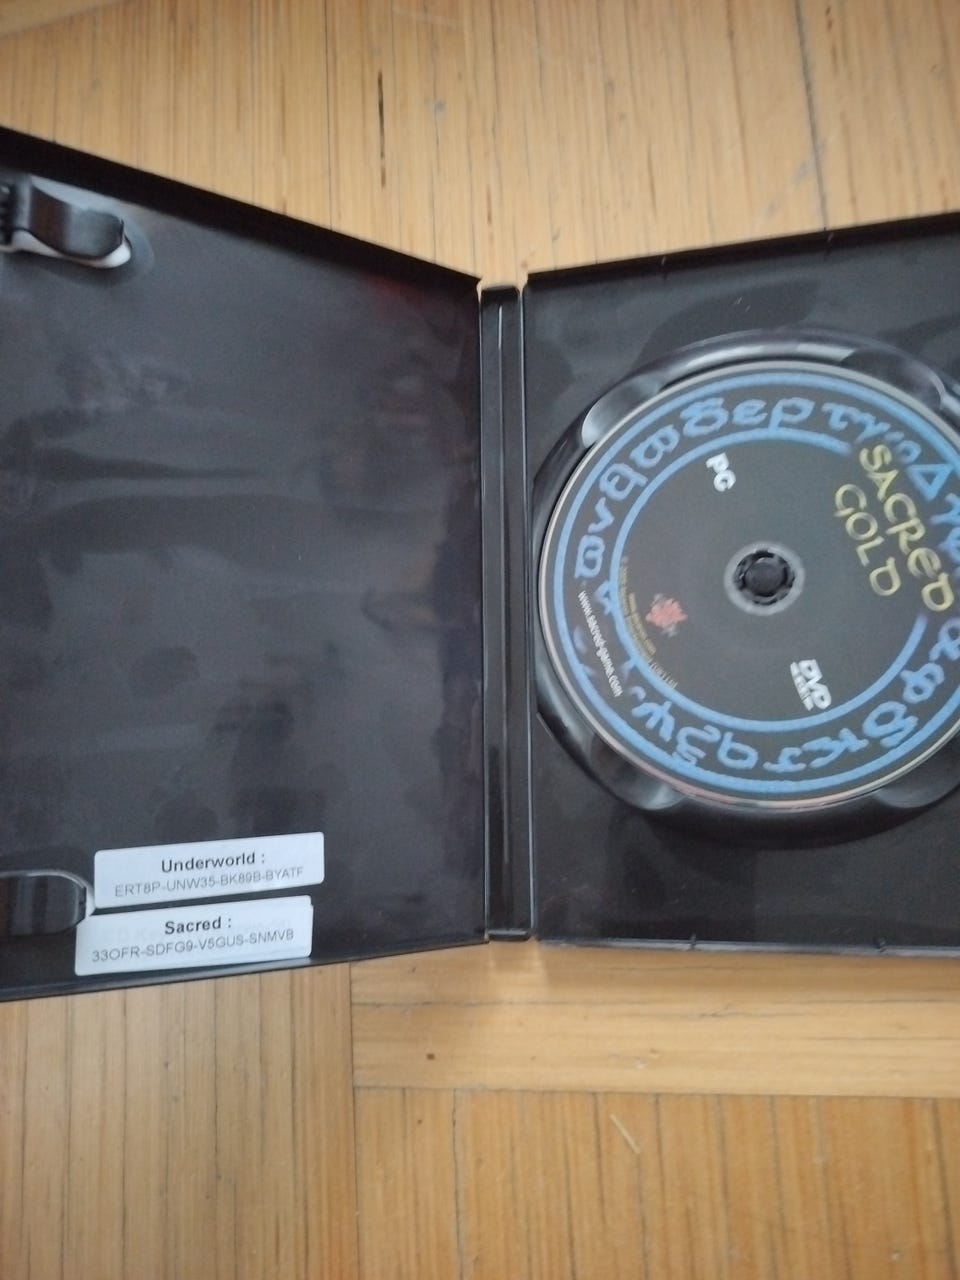 Underworld :
ERT8P-UNW35-BK89B-BYATF
Sacred :
33OFR-SDFG9-V5GUS-SNMVB
SACRED
GOLD
PC
DVD
www.sacred-game.com